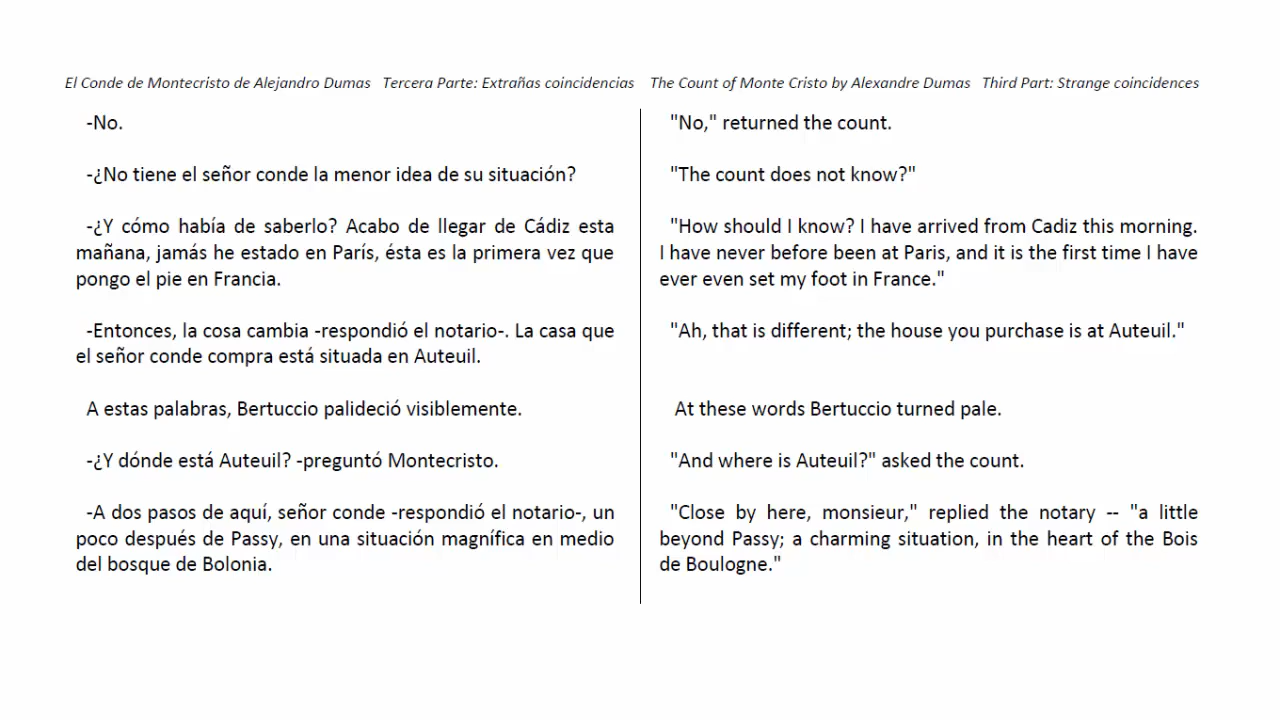 El Conde de Montecristo de Alejandro Dumas   Tercera Parte: Extrañas coincidencias
-No.
-¿No tiene el señor conde la menor idea de su situación?
-¿Y cómo había de saberlo? Acabo de llegar de Cádiz esta
mañana, jamás he estado en París, ésta es la primera vez que
pongo el pie en Francia.
-Entonces, la cosa cambia -respondió el notario-. La casa que
el señor conde compra está situada en Auteuil.
A estas palabras, Bertuccio palideció visiblemente.
-¿Y dónde está Auteuil? -preguntó Montecristo.
-A dos pasos de aquí, señor conde -respondió el notario-, un
poco después de Passy, en una situación magnífica en medio
del bosque de Bolonia.
The Count of Monte Cristo by Alexandre Dumas   Third Part: Strange coincidences
"No," returned the count.
"The count does not know?"
"How should I know? I have arrived from Cadiz this morning.
I have never before been at Paris, and it is the first time I have
ever even set my foot in France."
"Ah, that is different; the house you purchase is at Auteuil."
At these words Bertuccio turned pale.
"And where is Auteuil?" asked the count.
"Close by here, monsieur," replied the notary -- "a little
beyond Passy; a charming situation, in the heart of the Bois
de Boulogne."